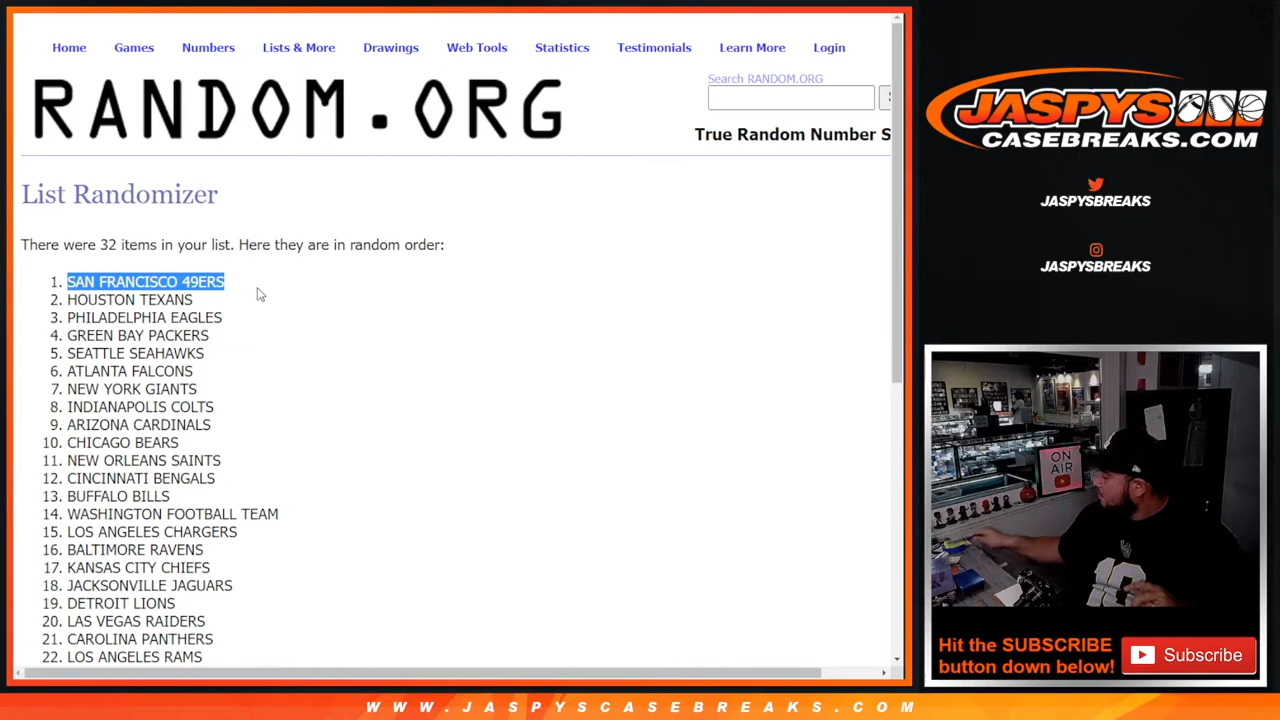 Home Games Numbers Lists & More Drawings Web Tools Statistics Testimonials Learn More Login
RANDOM.ORG
Search RANDOM.ORG
True Random Number S
List Randomizer
There were 32 items in your list. Here they are in random order:
1. SAN FRANCISCO 49ERS
2. HOUSTON TEXANS
3. PHILADELPHIA EAGLES
4. GREEN BAY PACKERS
5. SEATTLE SEAHAWKS
6. ATLANTA FALCONS
7. NEW YORK GIANTS
8. INDIANAPOLIS COLTS
9. ARIZONA CARDINALS
10. CHICAGO BEARS
11. NEW ORLEANS SAINTS
12. CINCINNATI BENGALS
13. BUFFALO BILLS
14. WASHINGTON FOOTBALL TEAM
15. LOS ANGELES CHARGERS
16. BALTIMORE RAVENS
17. KANSAS CITY CHIEFS
18. JACKSONVILLE JAGUARS
19. DETROIT LIONS
20. LAS VEGAS RAIDERS
21. CAROLINA PANTHERS
22. LOS ANGELES RAMS
JASPYS
CASEBREAKS.COM
JASPYSBREAKS
JASPYSBREAKS
ON
AIR
10
Hit the SUBSCRIBE
button down below!
Subscribe
WWW.JASPYSCASEBREAKS.COM